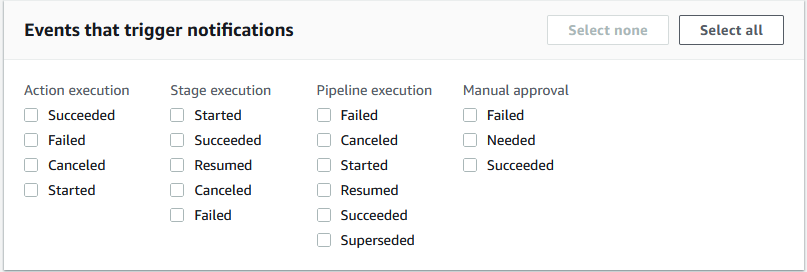 Events that trigger notifications
Select none
Select all
Action execution
Succeeded
Failed
Canceled
Started
Stage execution
Started
Succeeded
Resumed
Canceled
Failed
Pipeline execution
Failed
Canceled
Started
Resumed
Succeeded
Superseded
Manual approval
Failed
Needed
Succeeded